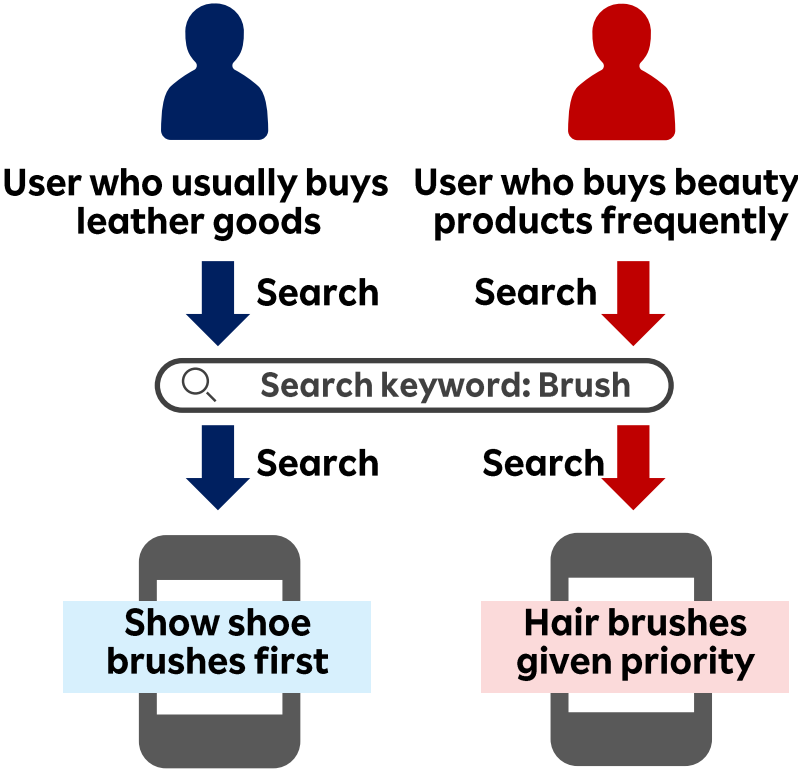 User who usually buys
leather goods
User who buys beauty
products frequently
Search
Search
Search keyword: Brush
Search
Search
Show shoe
brushes first
Hair brushes
given priority